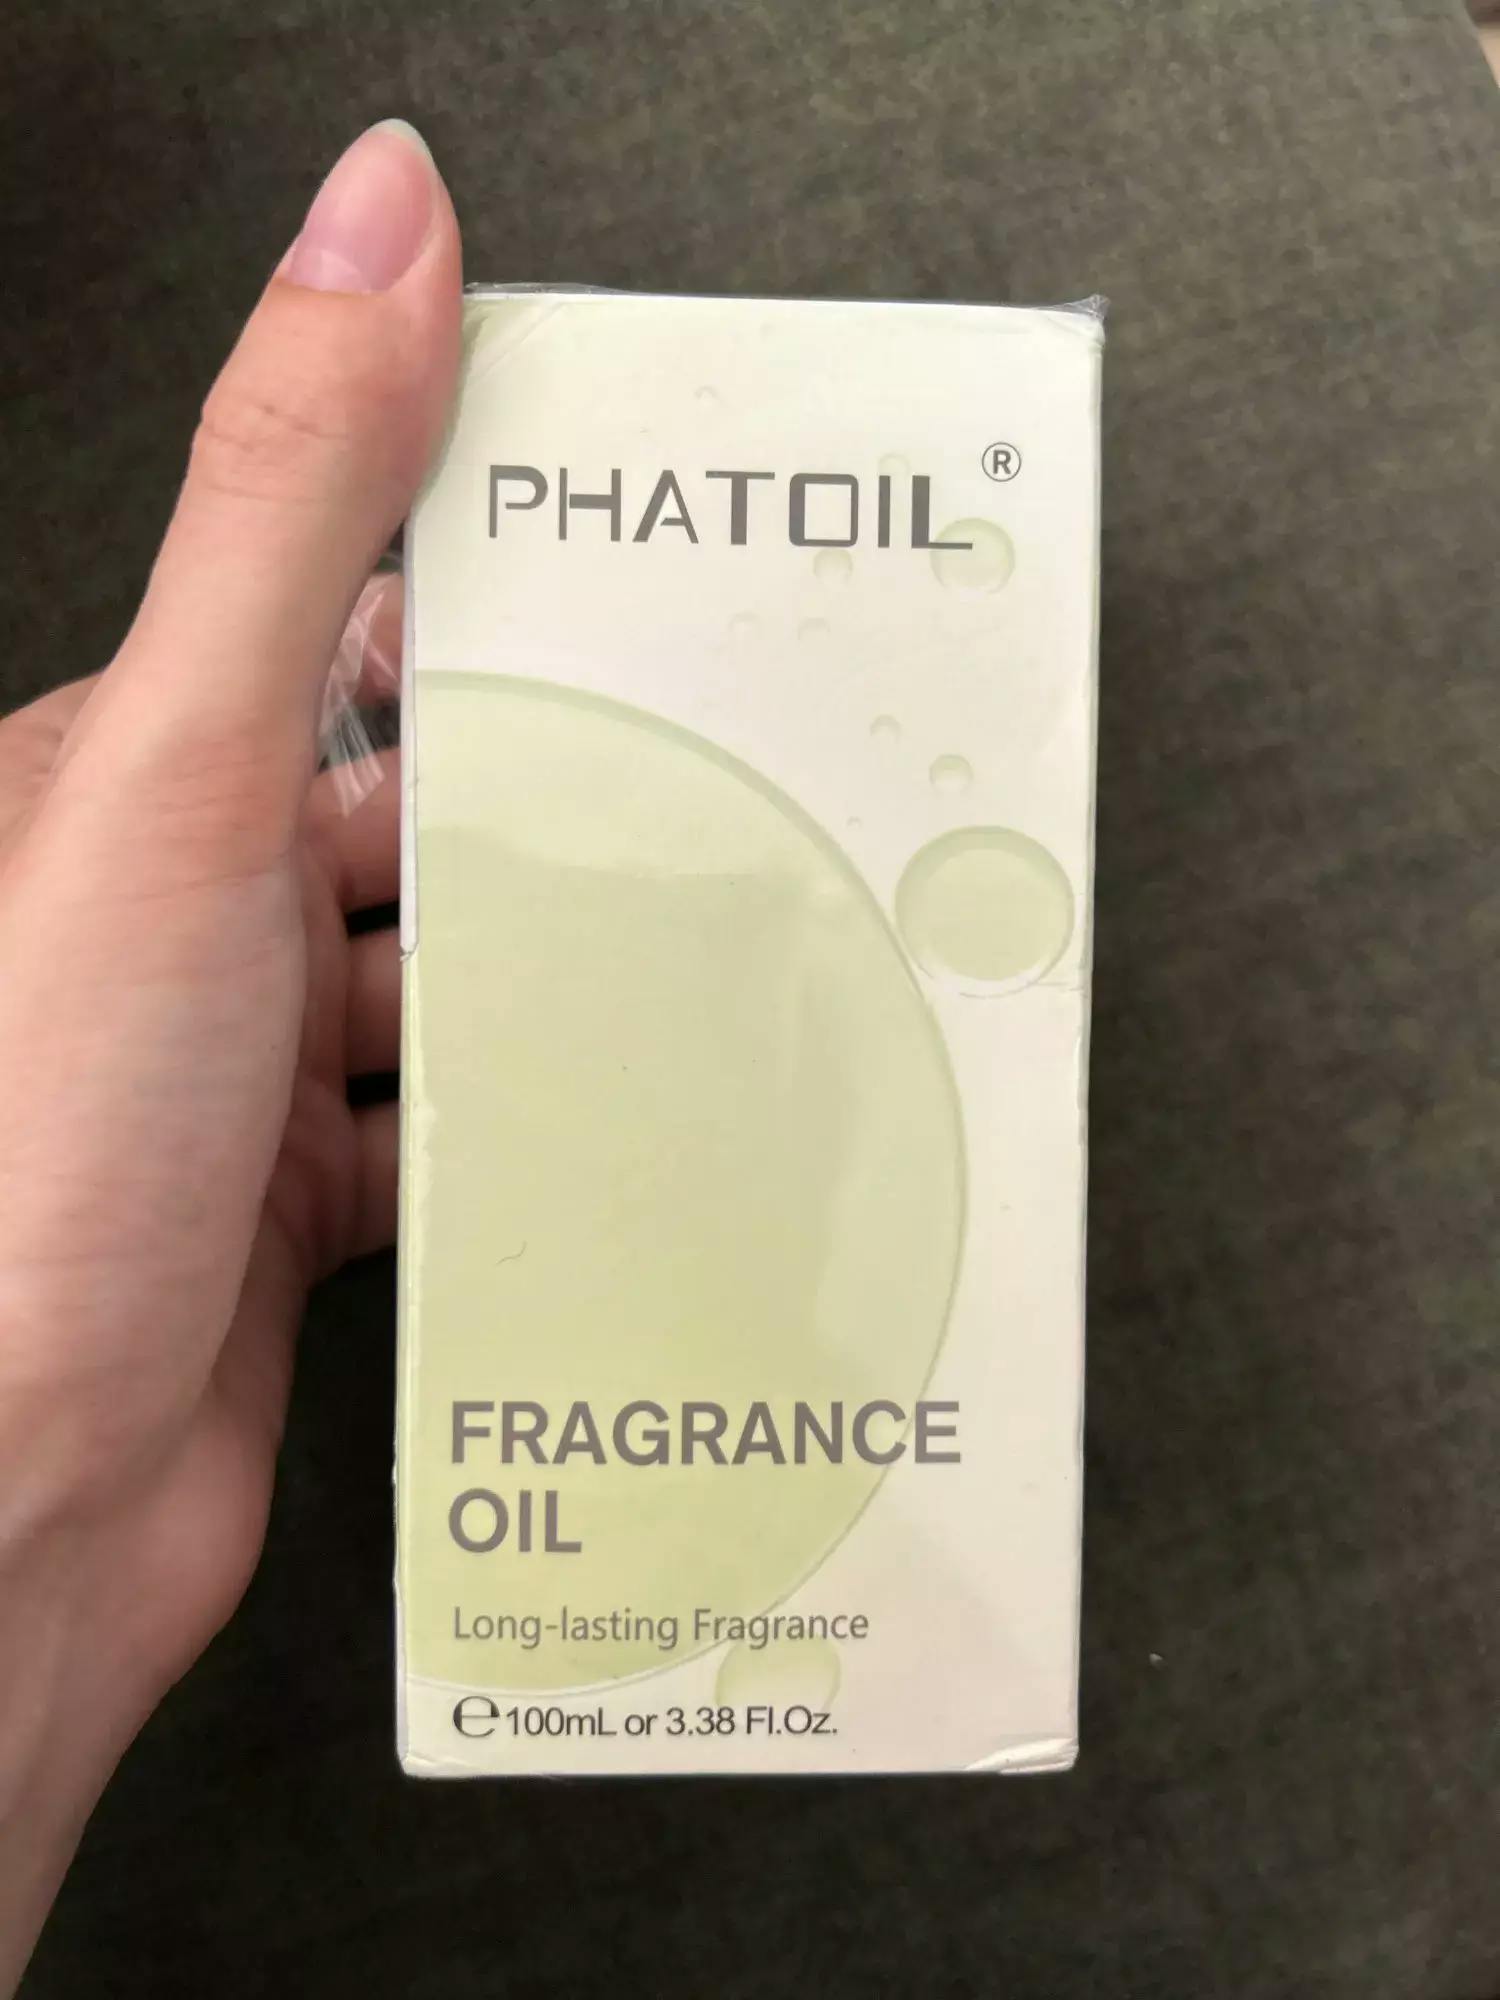 PHATOIL®
FRAGRANCE
OIL
Long-lasting Fragrance
℮100mL or 3.38 Fl.Oz.